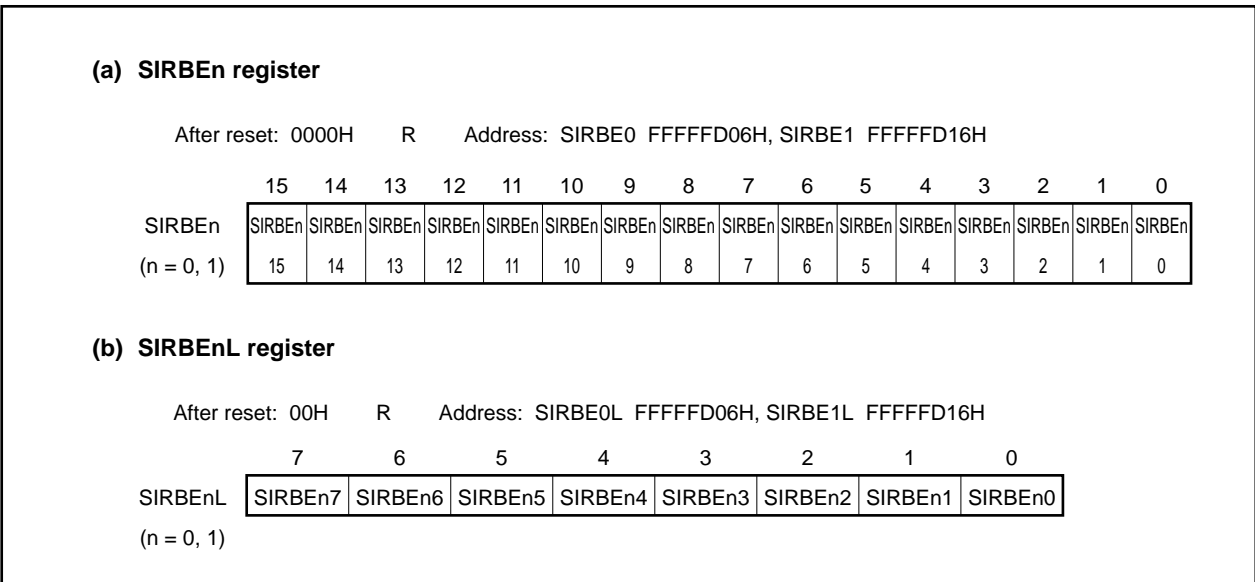 (a) SIRBEn register
After reset: 0000H R Address: SIRBE0 FFFFFD06H, SIRBE1 FFFFFD16H
15 14 13 12 11 10 9 8 7 6 5 4 3 2 1 0
SIRBEn SIRBEn SIRBEn SIRBEn SIRBEn SIRBEn SIRBEn SIRBEn SIRBEn SIRBEn SIRBEn SIRBEn SIRBEn SIRBEn SIRBEn SIRBEn SIRBEn
(n = 0, 1) 15 14 13 12 11 10 9 8 7 6 5 4 3 2 1 0
(b) SIRBEnL register
After reset: 00H R Address: SIRBE0L FFFFFD06H, SIRBE1L FFFFFD16H
7 6 5 4 3 2 1 0
SIRBEnL SIRBEn7 SIRBEn6 SIRBEn5 SIRBEn4 SIRBEn3 SIRBEn2 SIRBEn1 SIRBEn0
(n = 0, 1)